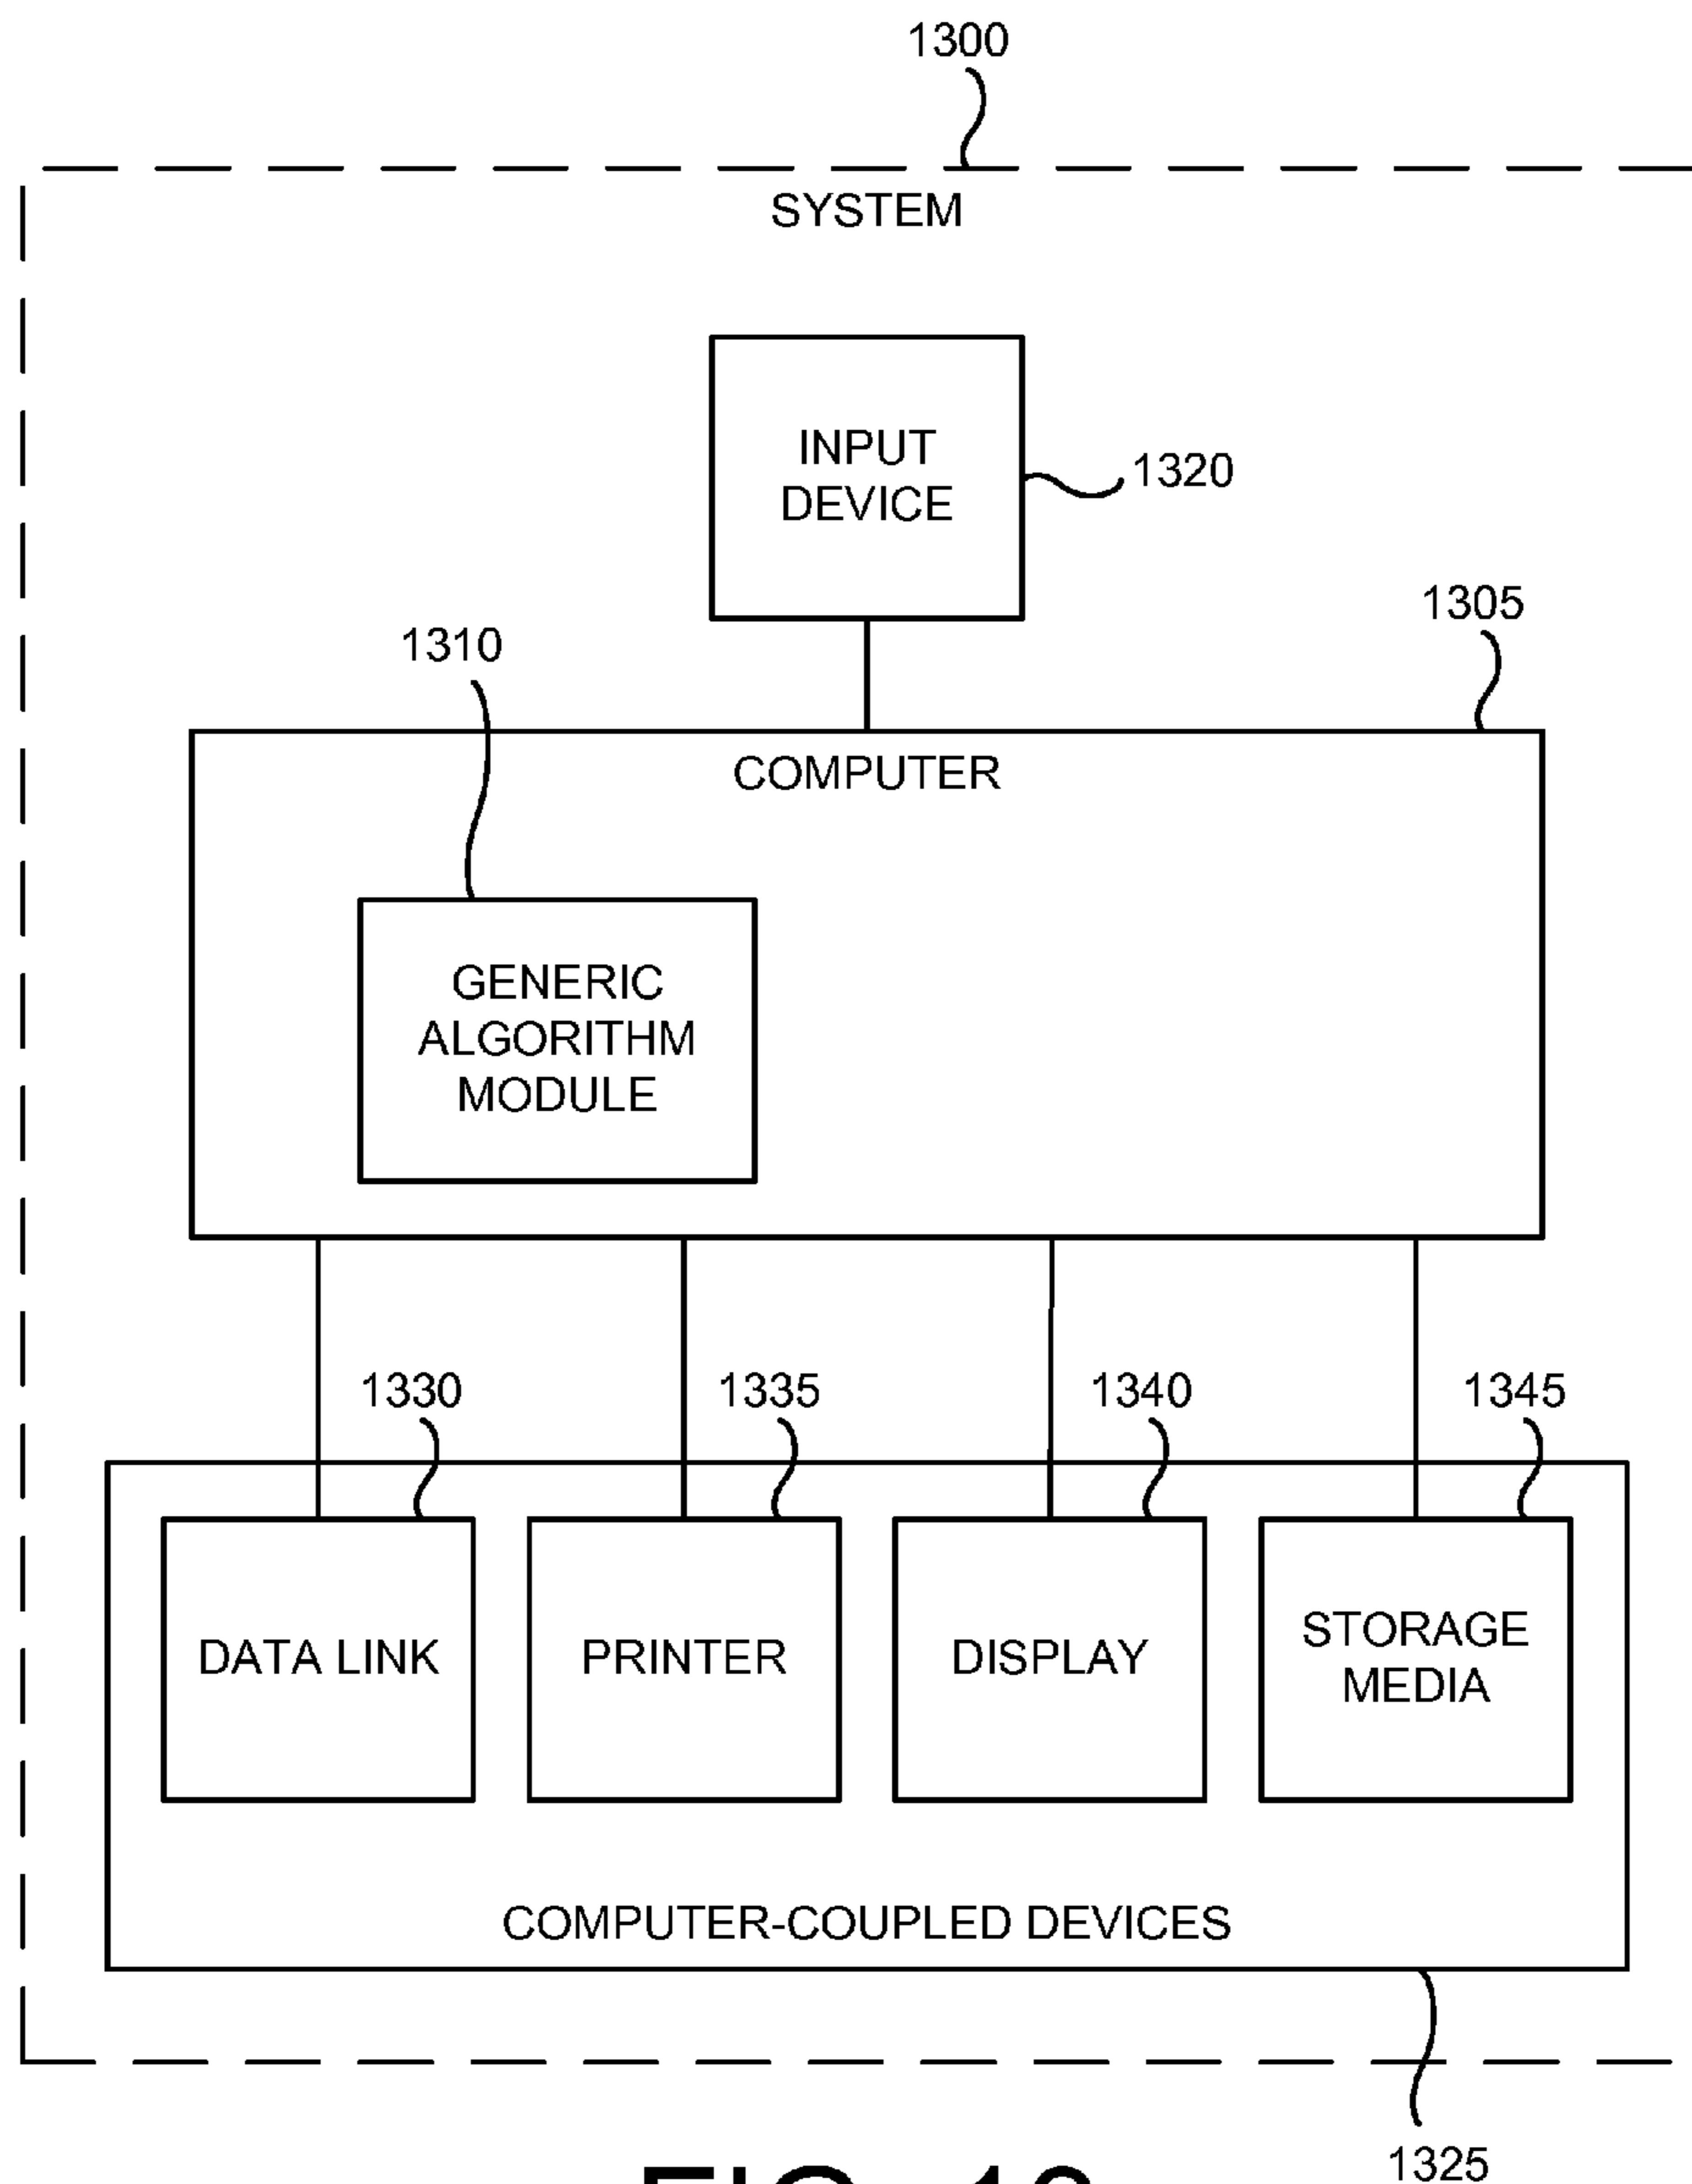 1300
SYSTEM
INPUT
DEVICE
1320
1305
1310
COMPUTER
GENERIC
ALGORITHM
MODULE
1330
1335
1340
1345
DATA LINK
PRINTER
DISPLAY
STORAGE
MEDIA
COMPUTER-COUPLED DEVICES
1325